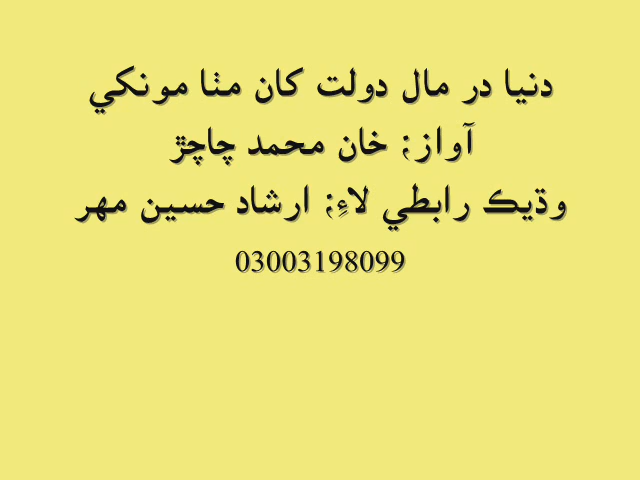 دنيا در مال دولت کان مٺا مونکي
آواز؛ خان محمد چاچڙ
وڌيڪ رابطي لاءِ؛ ارشاد حسين مهر
03003198099